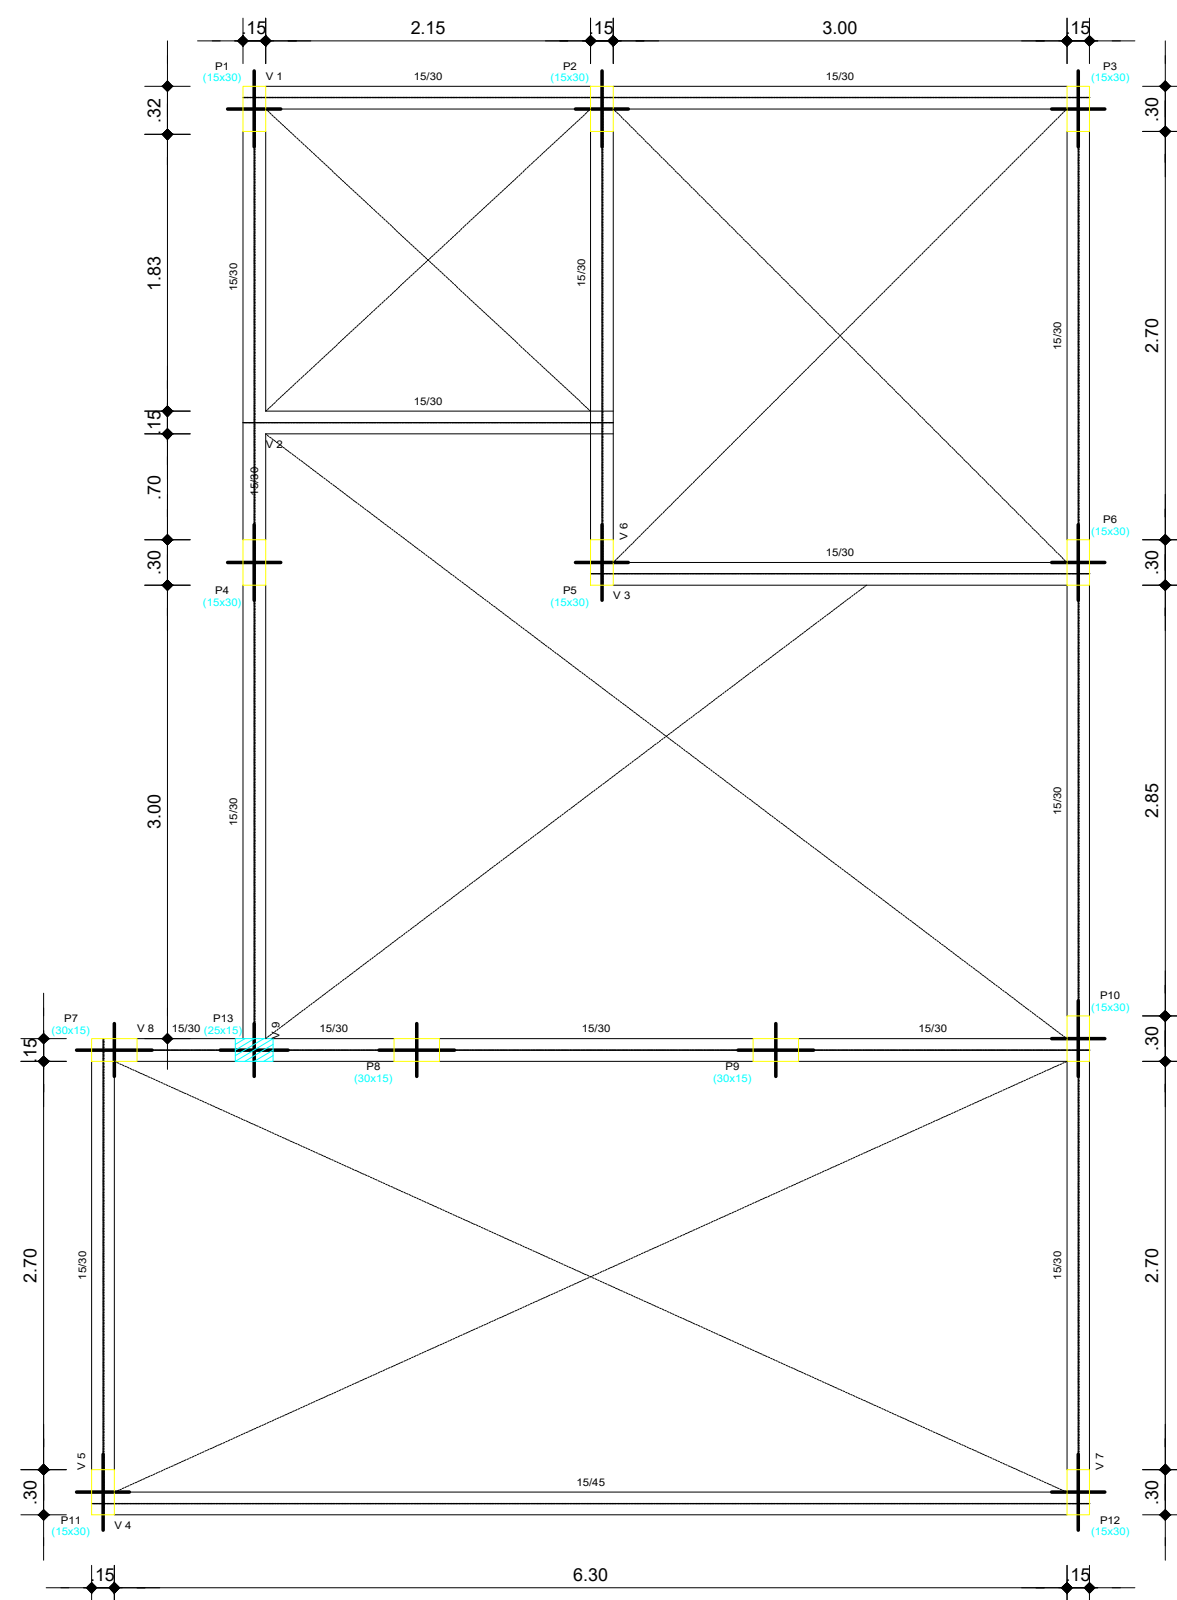 .15
2.15
.15
3.00
.15
P1
(15x30)
V 1
15/30
P2
(15x30)
15/30
P3
(15x30)
.32
.30
1.83
15/30
15/30
15/30
2.70
15/30
.15
V 2
.70
15/30
V 6
P6
(15x30)
.30
15/30
.30
P4
(15x30)
P5
(15x30)
V 3
3.00
15/30
15/30
2.85
P7
(30x15)
V 8
15/30
P13
(25x15)
V 9
15/30
15/30
15/30
P10
(15x30)
.15
P8
(30x15)
P9
(30x15)
.30
2.70
15/30
15/30
2.70
V 5
15/45
V 7
.30
.30
P11
(15x30)
V 4
P12
(15x30)
.15
6.30
.15